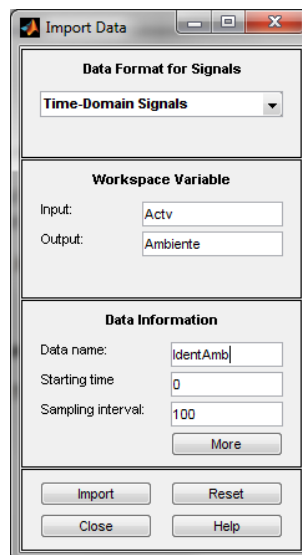 Import Data
Data Format for Signals
Time-Domain Signals
Workspace Variable
Input: Actv
Output: Ambiente
Data Information
Data name: IdentAmb
Starting time 0
Sampling interval: 100
More
Import Reset
Close Help